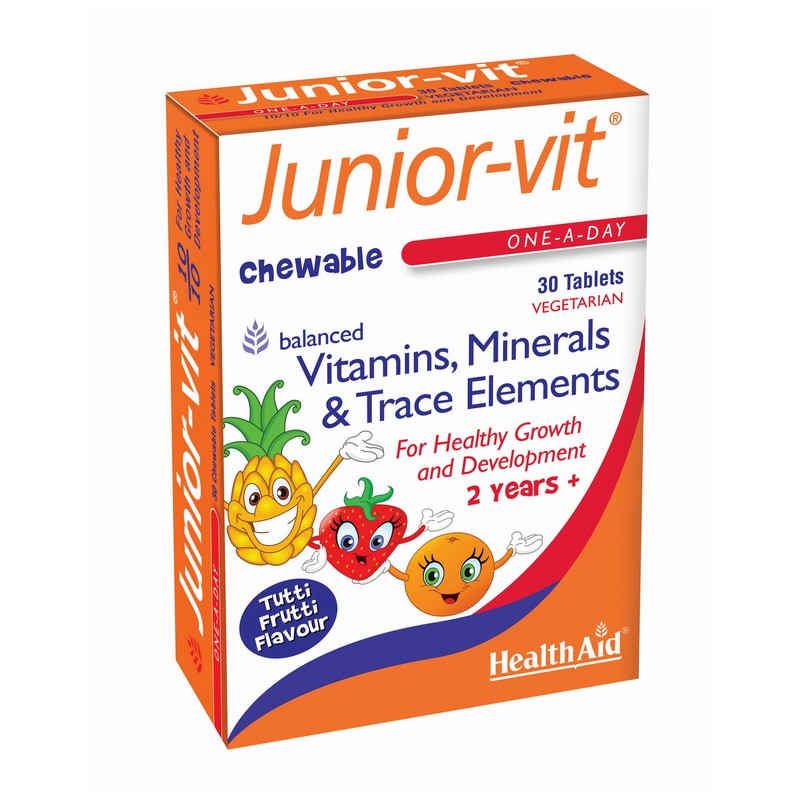 Junior-vit®
30 Tablets Chewable
ONE-A-DAY
VEGETARIAN
10/10 For Healthy Growth and Development
Junior-vit®
ONE-A-DAY
Chewable
30 Tablets
VEGETARIAN
balanced
Vitamins, Minerals
& Trace Elements
For Healthy Growth
and Development
2 Years +
Tutti
Frutti
Flavour
HealthAid®
10/10 For Healthy
Growth and
Development
Junior-vit®
30 Chewable Tablets VEGETARIAN
ONE-A-DAY